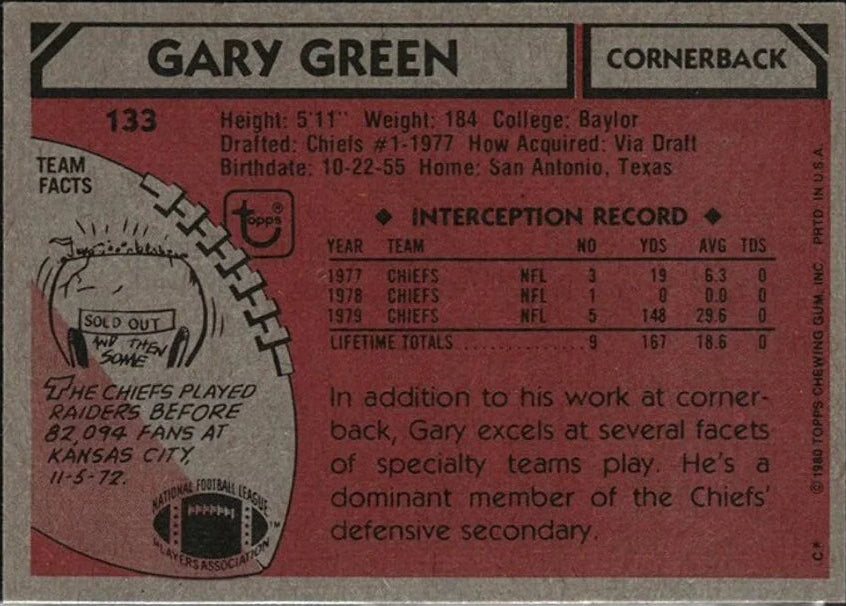 GARY GREEN
CORNERBACK
133
Height: 5'11" Weight: 184 College: Baylor
Drafted: Chiefs #1-1977 How Acquired: Via Draft
Birthdate: 10-22-55 Home: San Antonio, Texas
TEAM
FACTS
topps®
◆ INTERCEPTION RECORD ◆
YEAR TEAM NO YDS AVG TDS
1977 CHIEFS NFL 3 19 6.3 0
1978 CHIEFS NFL 1 0 0.0 0
1979 CHIEFS NFL 5 148 29.6 0
LIFETIME TOTALS 9 167 18.6 0
SOLD OUT
AND THEN
SOME
THE CHIEFS PLAYED
RAIDERS BEFORE
82,094 FANS AT
KANSAS CITY,
11-5-72.
NATIONAL FOOTBALL LEAGUE
PLAYERS ASSOCIATION
TM
In addition to his work at corner-
back, Gary excels at several facets
of specialty teams play. He's a
dominant member of the Chiefs'
defensive secondary.
C.F. © 1980 TOPPS CHEWING GUM, INC. PRTD. IN U.S.A.